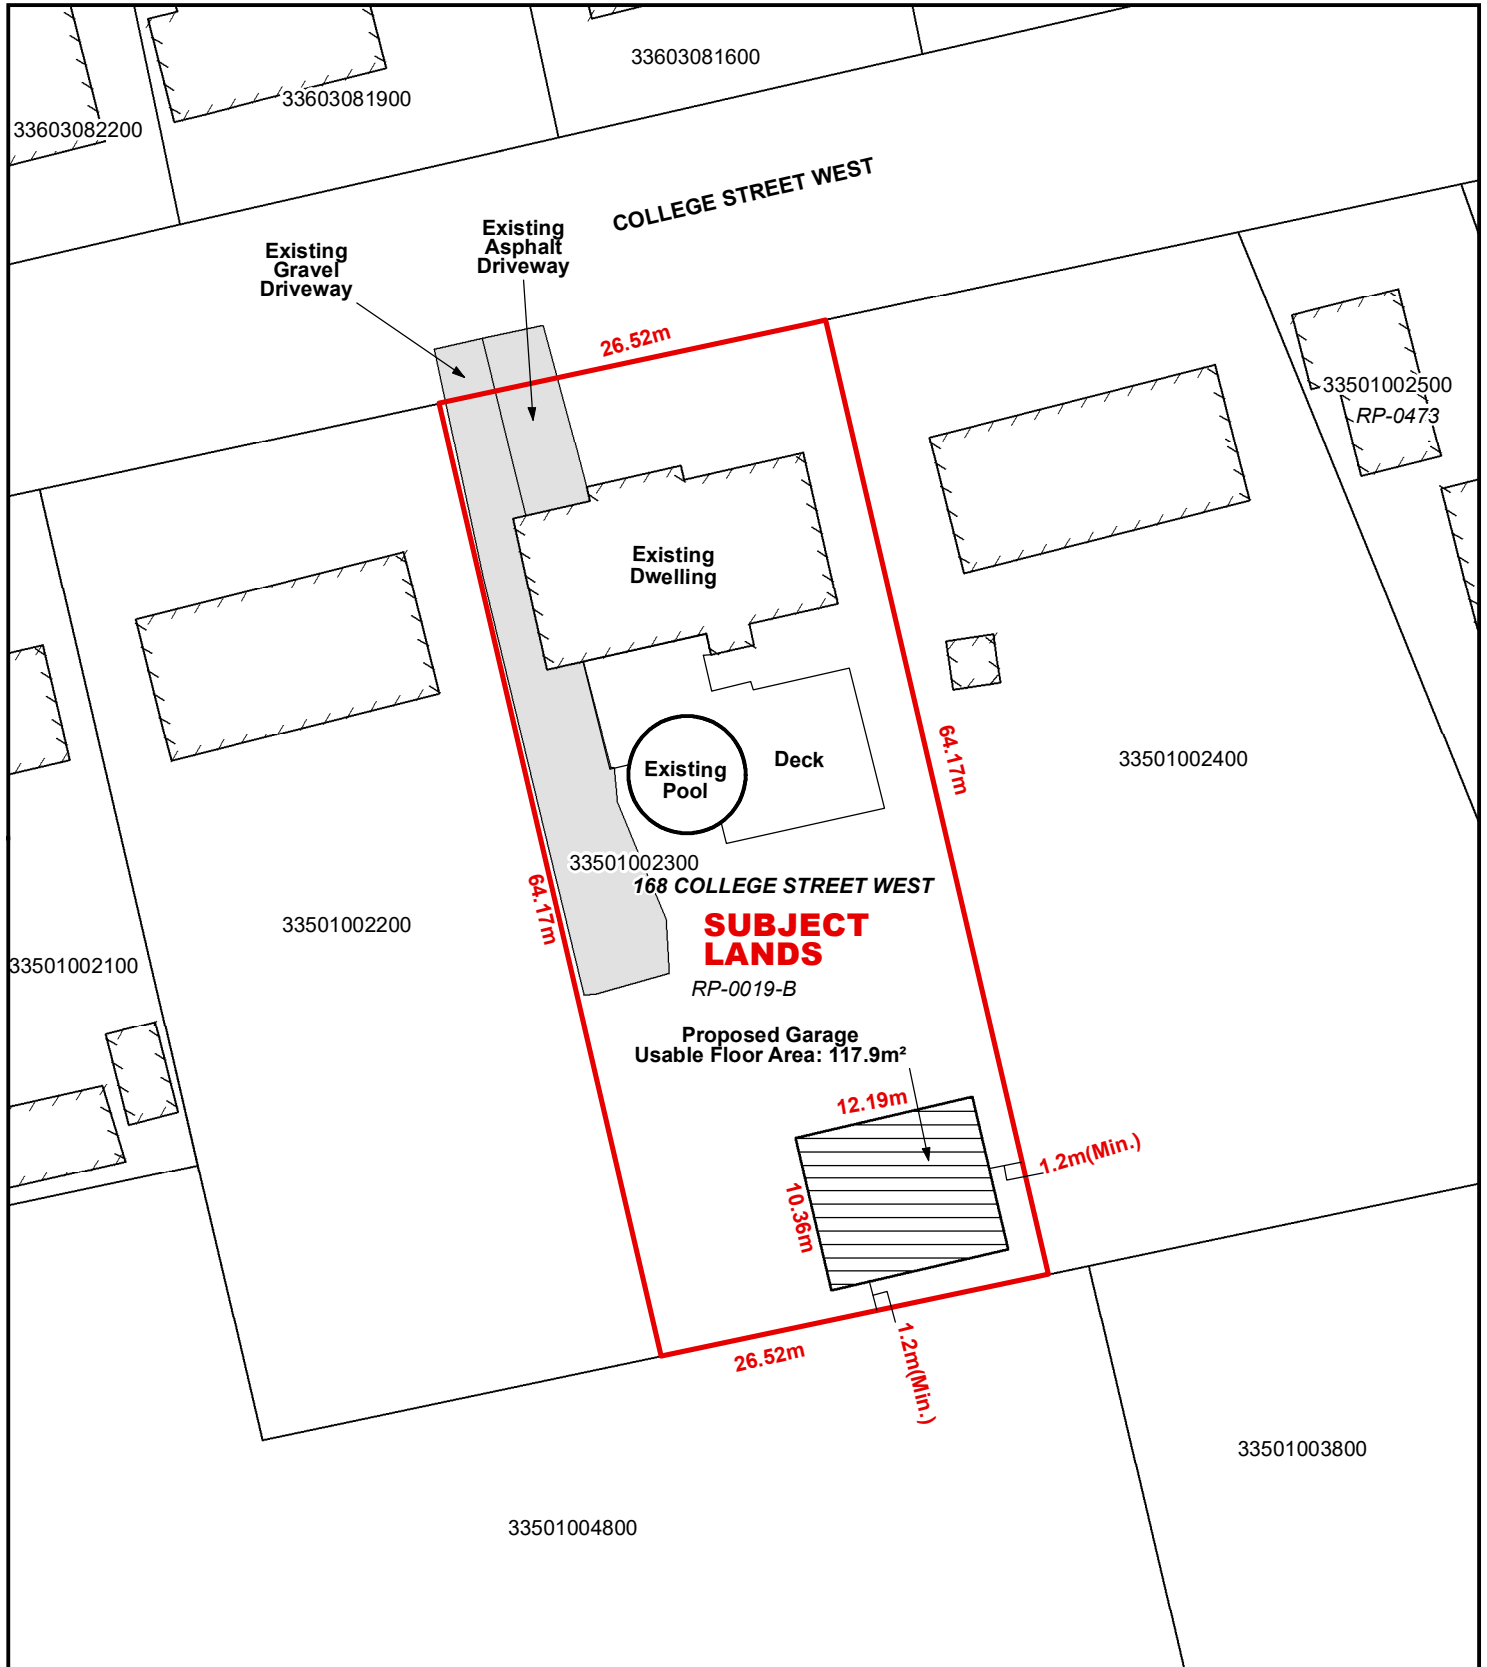 33603081600
33603081900
33603082200
COLLEGE STREET WEST
Existing
Asphalt
Driveway
Existing
Gravel
Driveway
26.52m
33501002500
RP-0473
Existing
Dwelling
64.17m
33501002400
Deck
Existing
Pool
33501002300
168 COLLEGE STREET WEST
64.17m
SUBJECT
LANDS
RP-0019-B
33501002200
33501002100
Proposed Garage
Usable Floor Area: 117.9m²
12.19m
1.2m(Min.)
10.36m
26.52m
1.2m(Min.)
33501003800
33501004800